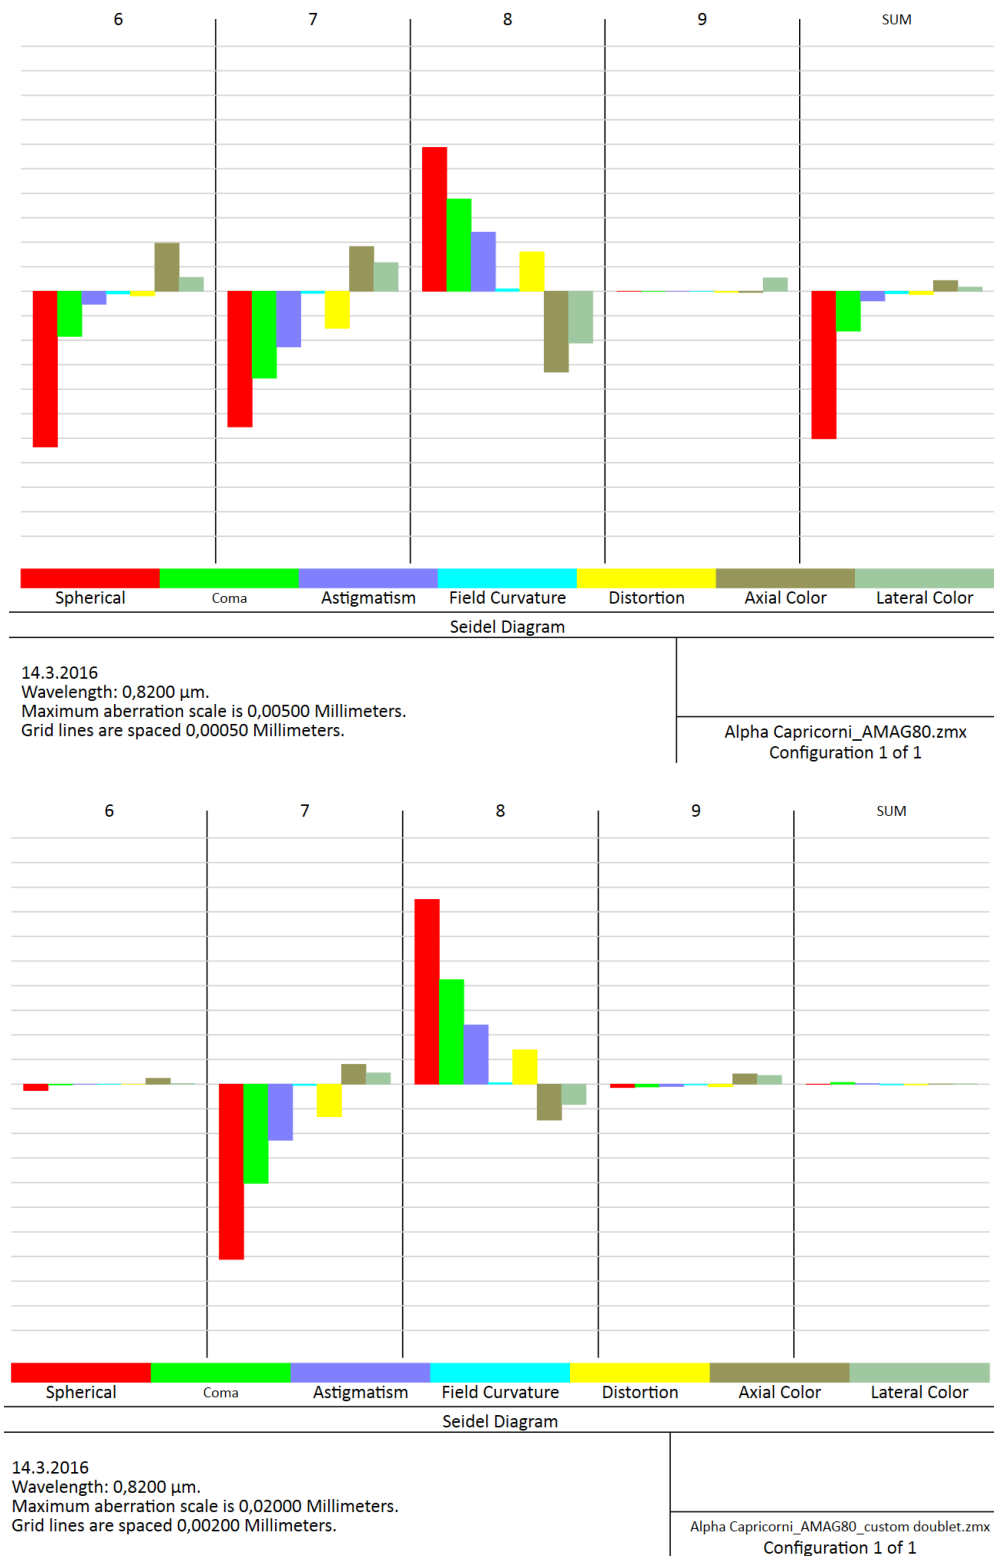 6 7 8 9 SUM
Spherical Coma Astigmatism Field Curvature Distortion Axial Color Lateral Color
Seidel Diagram
14.3.2016
Wavelength: 0,8200 µm.
Maximum aberration scale is 0,00500 Millimeters.
Grid lines are spaced 0,00050 Millimeters.
Alpha Capricorni_AMAG80.zmx
Configuration 1 of 1
6 7 8 9 SUM
Spherical Coma Astigmatism Field Curvature Distortion Axial Color Lateral Color
Seidel Diagram
14.3.2016
Wavelength: 0,8200 µm.
Maximum aberration scale is 0,02000 Millimeters.
Grid lines are spaced 0,00200 Millimeters.
Alpha Capricorni_AMAG80_custom doublet.zmx
Configuration 1 of 1